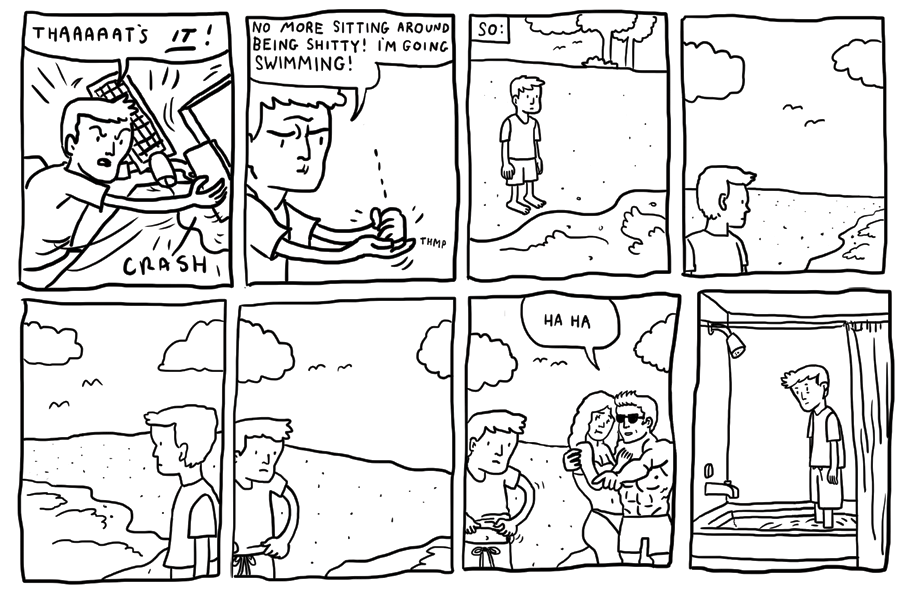 THAAAAAT'S IT!
CRASH
NO MORE SITTING AROUND
BEING SHITTY! I'M GOING
SWIMMING!
THMP
SO:
HA HA